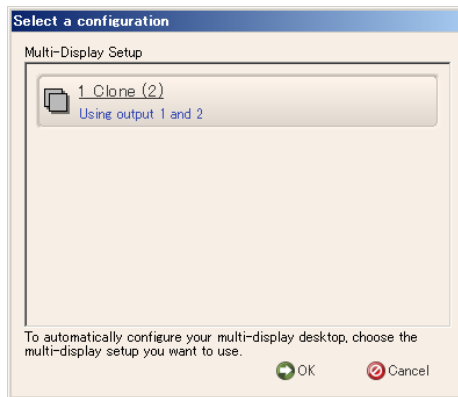 Select a configuration
Multi-Display Setup
1 Clone (2)
Using output 1 and 2
To automatically configure your multi-display desktop, choose the
multi-display setup you want to use.
OK Cancel